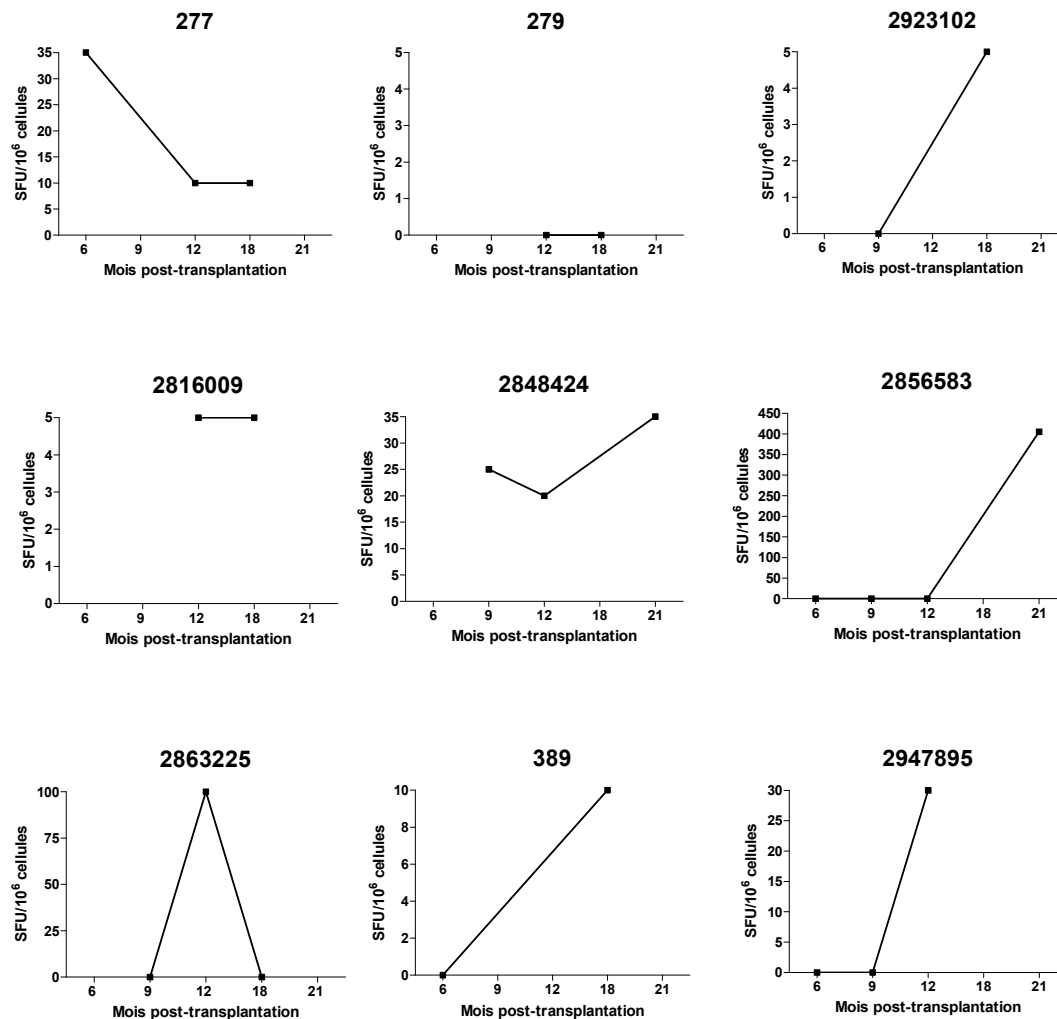 277
279
2923102
35
30
25
20
15
10
5
0
SFU/10⁶ cellules
6 9 12 18 21
Mois post-transplantation
5
4
3
2
1
0
SFU/10⁶ cellules
6 9 12 18 21
Mois post-transplantation
5
4
3
2
1
0
SFU/10⁶ cellules
6 9 12 18 21
Mois post-transplantation
2816009
2848424
2856583
5
4
3
2
1
0
SFU/10⁶ cellules
6 9 12 18 21
Mois post-transplantation
35
30
25
20
15
10
5
0
SFU/10⁶ cellules
6 9 12 18 21
Mois post-transplantation
450
400
350
300
250
200
150
100
50
0
SFU/10⁶ cellules
6 9 12 18 21
Mois post-transplantation
2863225
389
2947895
100
75
50
25
0
SFU/10⁶ cellules
6 9 12 18 21
Mois post-transplantation
10
8
6
4
2
0
SFU/10⁶ cellules
6 9 12 18 21
Mois post-transplantation
30
25
20
15
10
5
0
SFU/10⁶ cellules
6 9 12 18 21
Mois post-transplantation